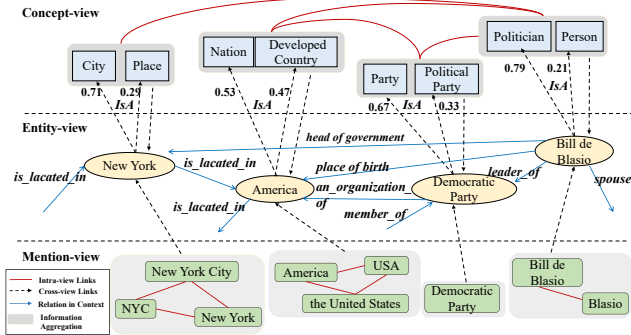 Concept-view
City
Place
Nation
Developed
Country
Politician
Person
Party
Political
Party
0.71
0.29
IsA
0.53
0.47
IsA
0.67
IsA
0.33
0.79
0.21
IsA
Entity-view
head of government
New York
Bill de
Blasio
is_lacated_in
is_lacated_in
place of birth
America
an_organization_
of
Democratic
Party
leader_of
spouse
is_lacated_in
member_of
Mention-view
Intra-view Links
Cross-view Links
Relation in Context
Information
Aggregation
New York City
NYC
New York
America
USA
the United States
Democratic
Party
Bill de
Blasio
Blasio